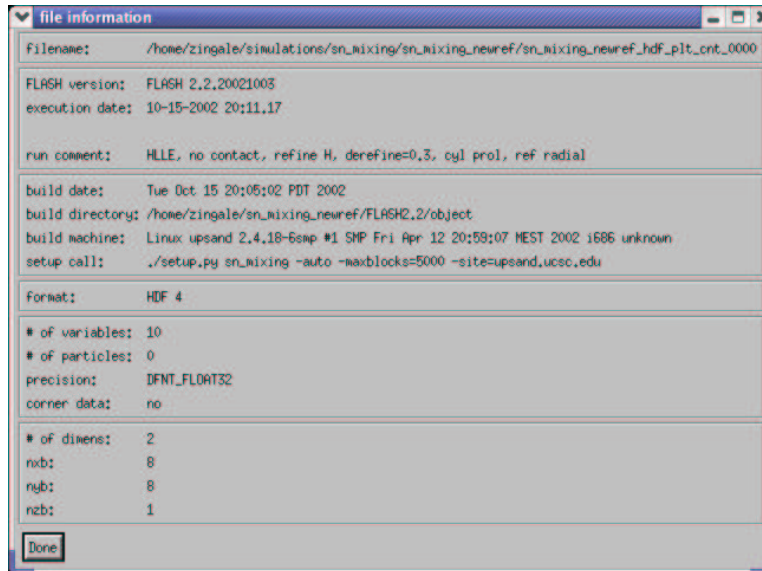 file information
filename: /home/zingale/simulations/sn_mixing/sn_mixing_newref/sn_mixing_newref_hdf_plt_cnt_0000
FLASH version: FLASH 2.2.20021003
execution date: 10-15-2002 20:11.17
run comment: HLLE, no contact, refine H, derefine=0.3, cyl prol, ref radial
build date: Tue Oct 15 20:05:02 PDT 2002
build directory: /home/zingale/sn_mixing_newref/FLASH2.2/object
build machine: Linux upsand 2.4.18-6smp #1 SMP Fri Apr 12 20:59:07 MEST 2002 i686 unknown
setup call: ./setup.py sn_mixing -auto -maxblocks=5000 -site=upsand.ucsc.edu
format: HDF 4
# of variables: 10
# of particles: 0
precision: DFNT_FLOAT32
corner data: no
# of dimens: 2
nxb: 8
nyb: 8
nzb: 1
Done